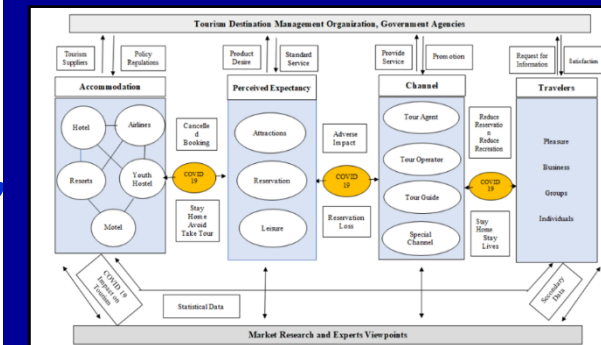 Tourism Destination Management Organization, Government Agencies
Tourism
Suppliers
Policy
Regulations
Product
Desire
Standard
Service
Provide
Service
Promotion
Request for
Information
Satisfaction
Accommodation
Perceived Expectancy
Channel
Travelers
Hotel
Airlines
Resorts
Youth
Hostel
Motel
Cancelle
d
Booking
COVID
19
Stay
Home
Avoid
Take Tour
Attractions
Reservation
Leisure
Adverse
Impact
COVID
19
Reservation
Loss
Tour Agent
Tour Operator
Tour Guide
Special
Channel
Reduce
Reservatio
n
Reduce
Recreation
COVID
19
Stay
Home
Stay
Lives
Pleasure
Business
Groups
Individuals
COVID 19
Impact on
Tourism
Statistical Data
Secondary
Data
Market Research and Experts Viewpoints